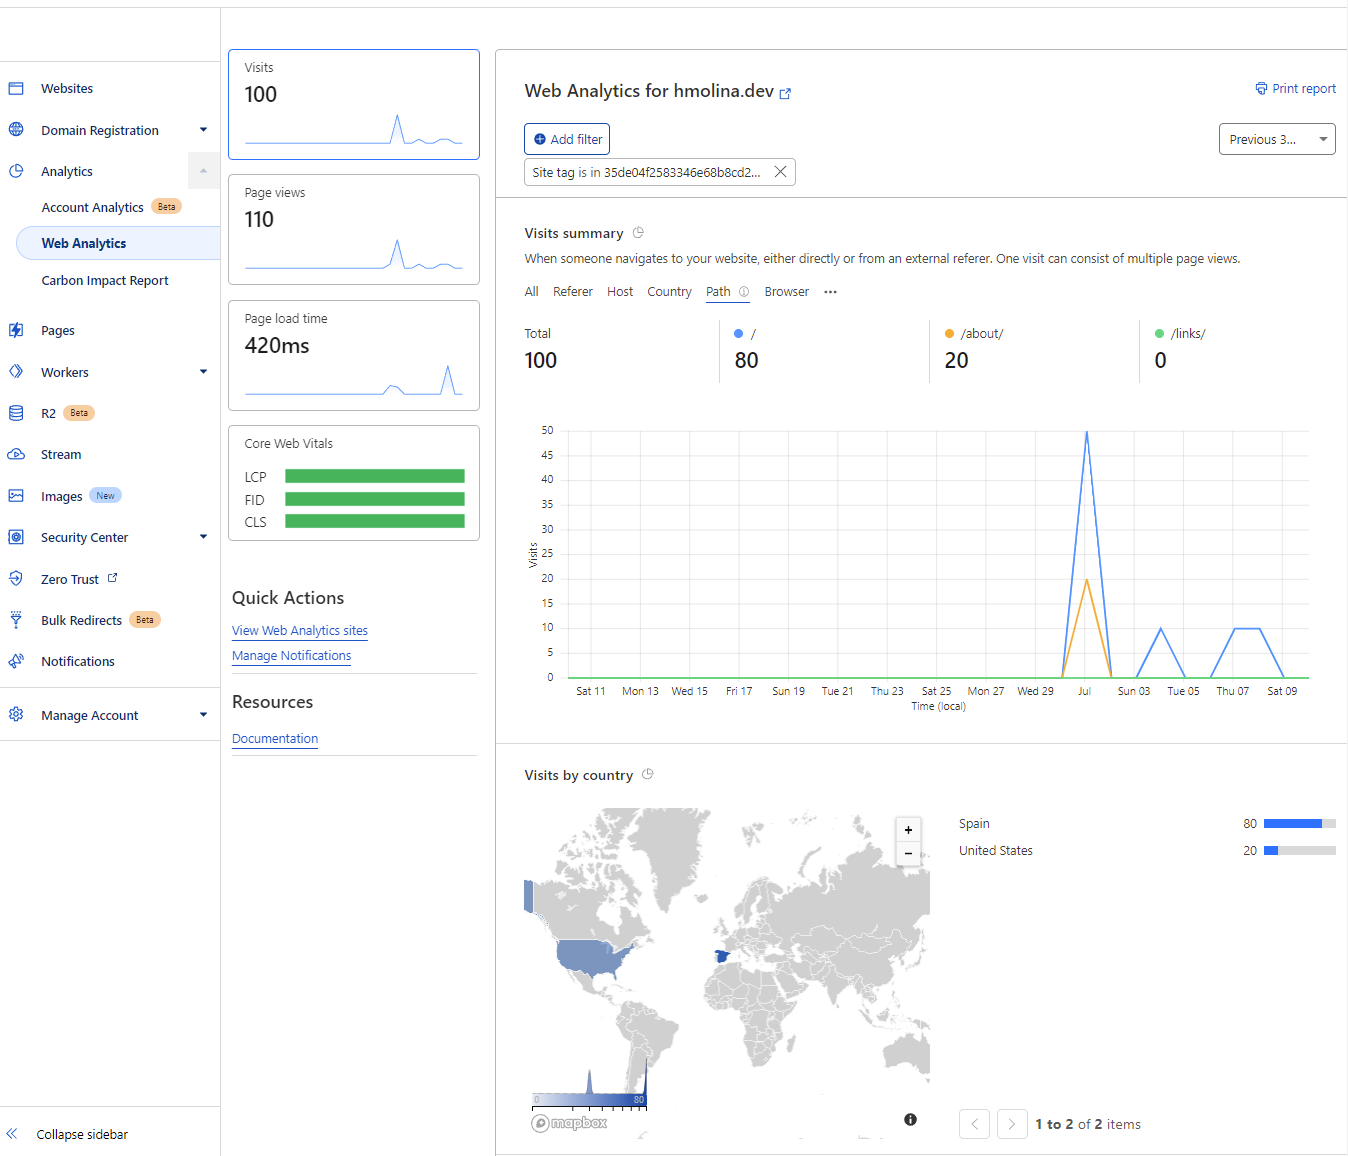 Websites
Domain Registration
Analytics
Account Analytics Beta
Web Analytics
Carbon Impact Report
Pages
Workers
R2 Beta
Stream
Images New
Security Center
Zero Trust
Bulk Redirects Beta
Notifications
Manage Account
Collapse sidebar
Visits
100
Page views
110
Page load time
420ms
Core Web Vitals
LCP
FID
CLS
Quick Actions
View Web Analytics sites
Manage Notifications
Resources
Documentation
Web Analytics for hmolina.dev
Print report
Add filter
Previous 3...
Site tag is in 35de04f2583346e68b8cd2...
Visits summary
When someone navigates to your website, either directly or from an external referer. One visit can consist of multiple page views.
All Referer Host Country Path Browser ...
Total / /about/ /links/
100 80 20 0
50
45
40
35
30
25
20
15
10
5
0
Visits
Sat 11 Mon 13 Wed 15 Fri 17 Sun 19 Tue 21 Thu 23 Sat 25 Mon 27 Wed 29 Jul Sun 03 Tue 05 Thu 07 Sat 09
Time (local)
Visits by country
+
−
0 80
mapbox
Spain 80
United States 20
1 to 2 of 2 items